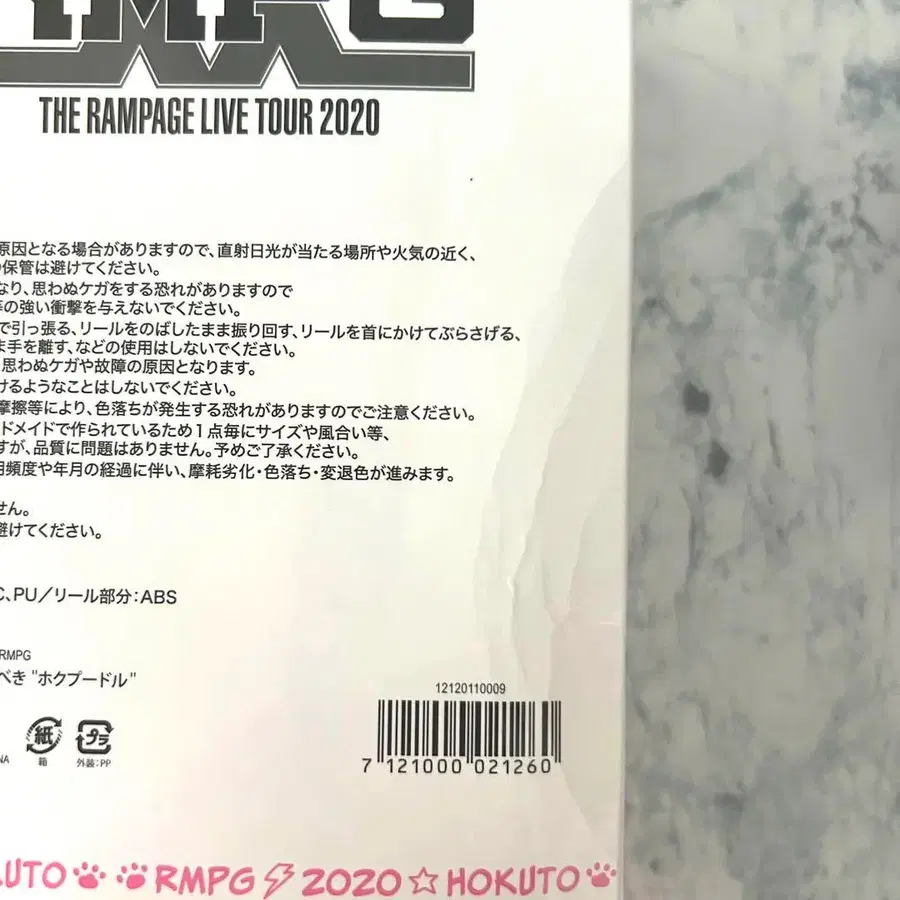 RMPG
THE RAMPAGE LIVE TOUR 2020
原因となる場合がありますので、直射日光が当たる場所や火気の近く、
の保管は避けてください。
なり、思わぬケガをする恐れがありますので
等の強い衝撃を与えないでください。
で引っ張る、リールをのばしたまま振り回す、リールを首にかけてぶらさげる、
ま手を離す、などの使用はしないでください。
思わぬケガや故障の原因となります。
けるようなことはしないでください。
摩擦等により、色落ちが発生する恐れがありますのでご注意ください。
ドメイドで作られているため1点毎にサイズや風合い等、
すが、品質に問題はありません。予めご了承ください。
用頻度や年月の経過に伴い、摩耗劣化・色落ち・変退色が進みます。
せん。
避けてください。
C、PU／リール部分：ABS
RMPG
べき "ホクプードル"
12120110009
NA
紙
箱
プラ
外装：PP
7 121000 021260
UTO RMPG 2020 HOKUTO